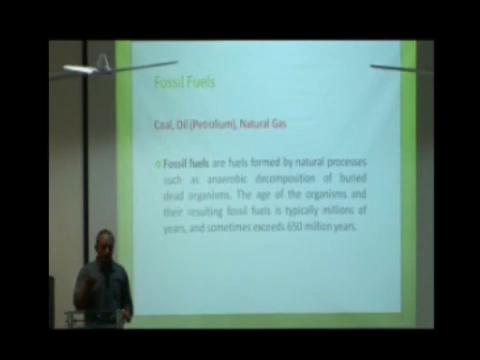 Fossil Fuels
Coal, Oil (Petrolium), Natural Gas
Fossil fuels are fuels formed by natural processes
such as anaerobic decomposition of buried
dead organisms. The age of the organisms and
their resulting fossil fuels is typically millions of
years, and sometimes exceeds 650 million years.